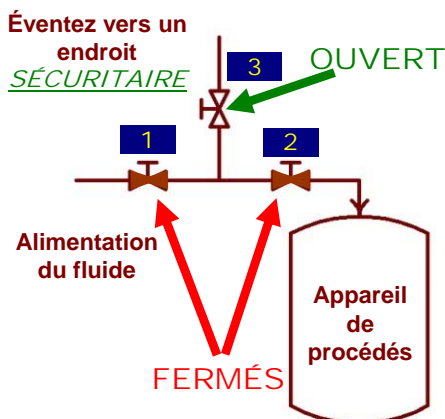 Éventez vers un
endroit
SÉCURITAIRE
3
OUVERT
1
2
Alimentation
du fluide
Appareil
de
procédés
FERMÉS